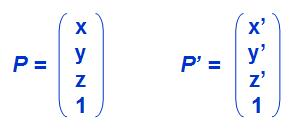 x x’
y y’
P = z P’ = z’
1 1